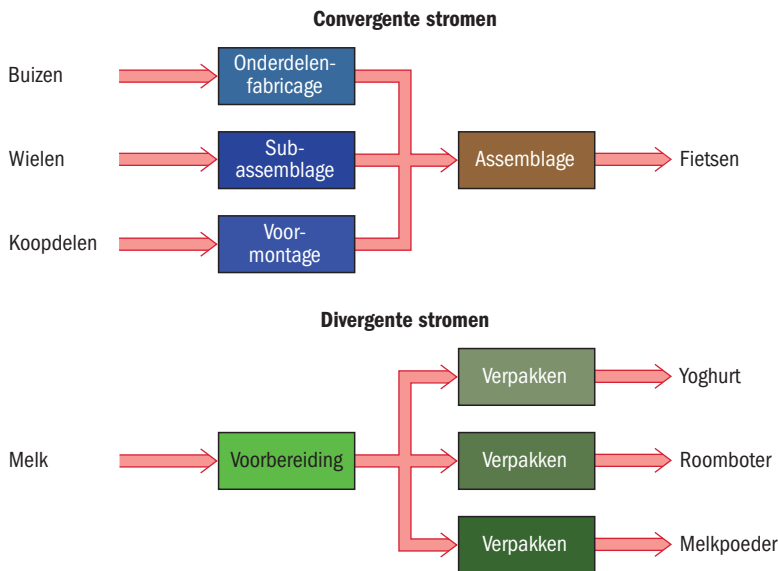 Convergente stromen
Buizen
Onderdelen-
fabricage
Wielen
Sub-
assemblage
Assemblage
Fietsen
Koopdelen
Voor-
montage
Divergente stromen
Verpakken
Yoghurt
Melk
Voorbereiding
Verpakken
Roomboter
Verpakken
Melkpoeder